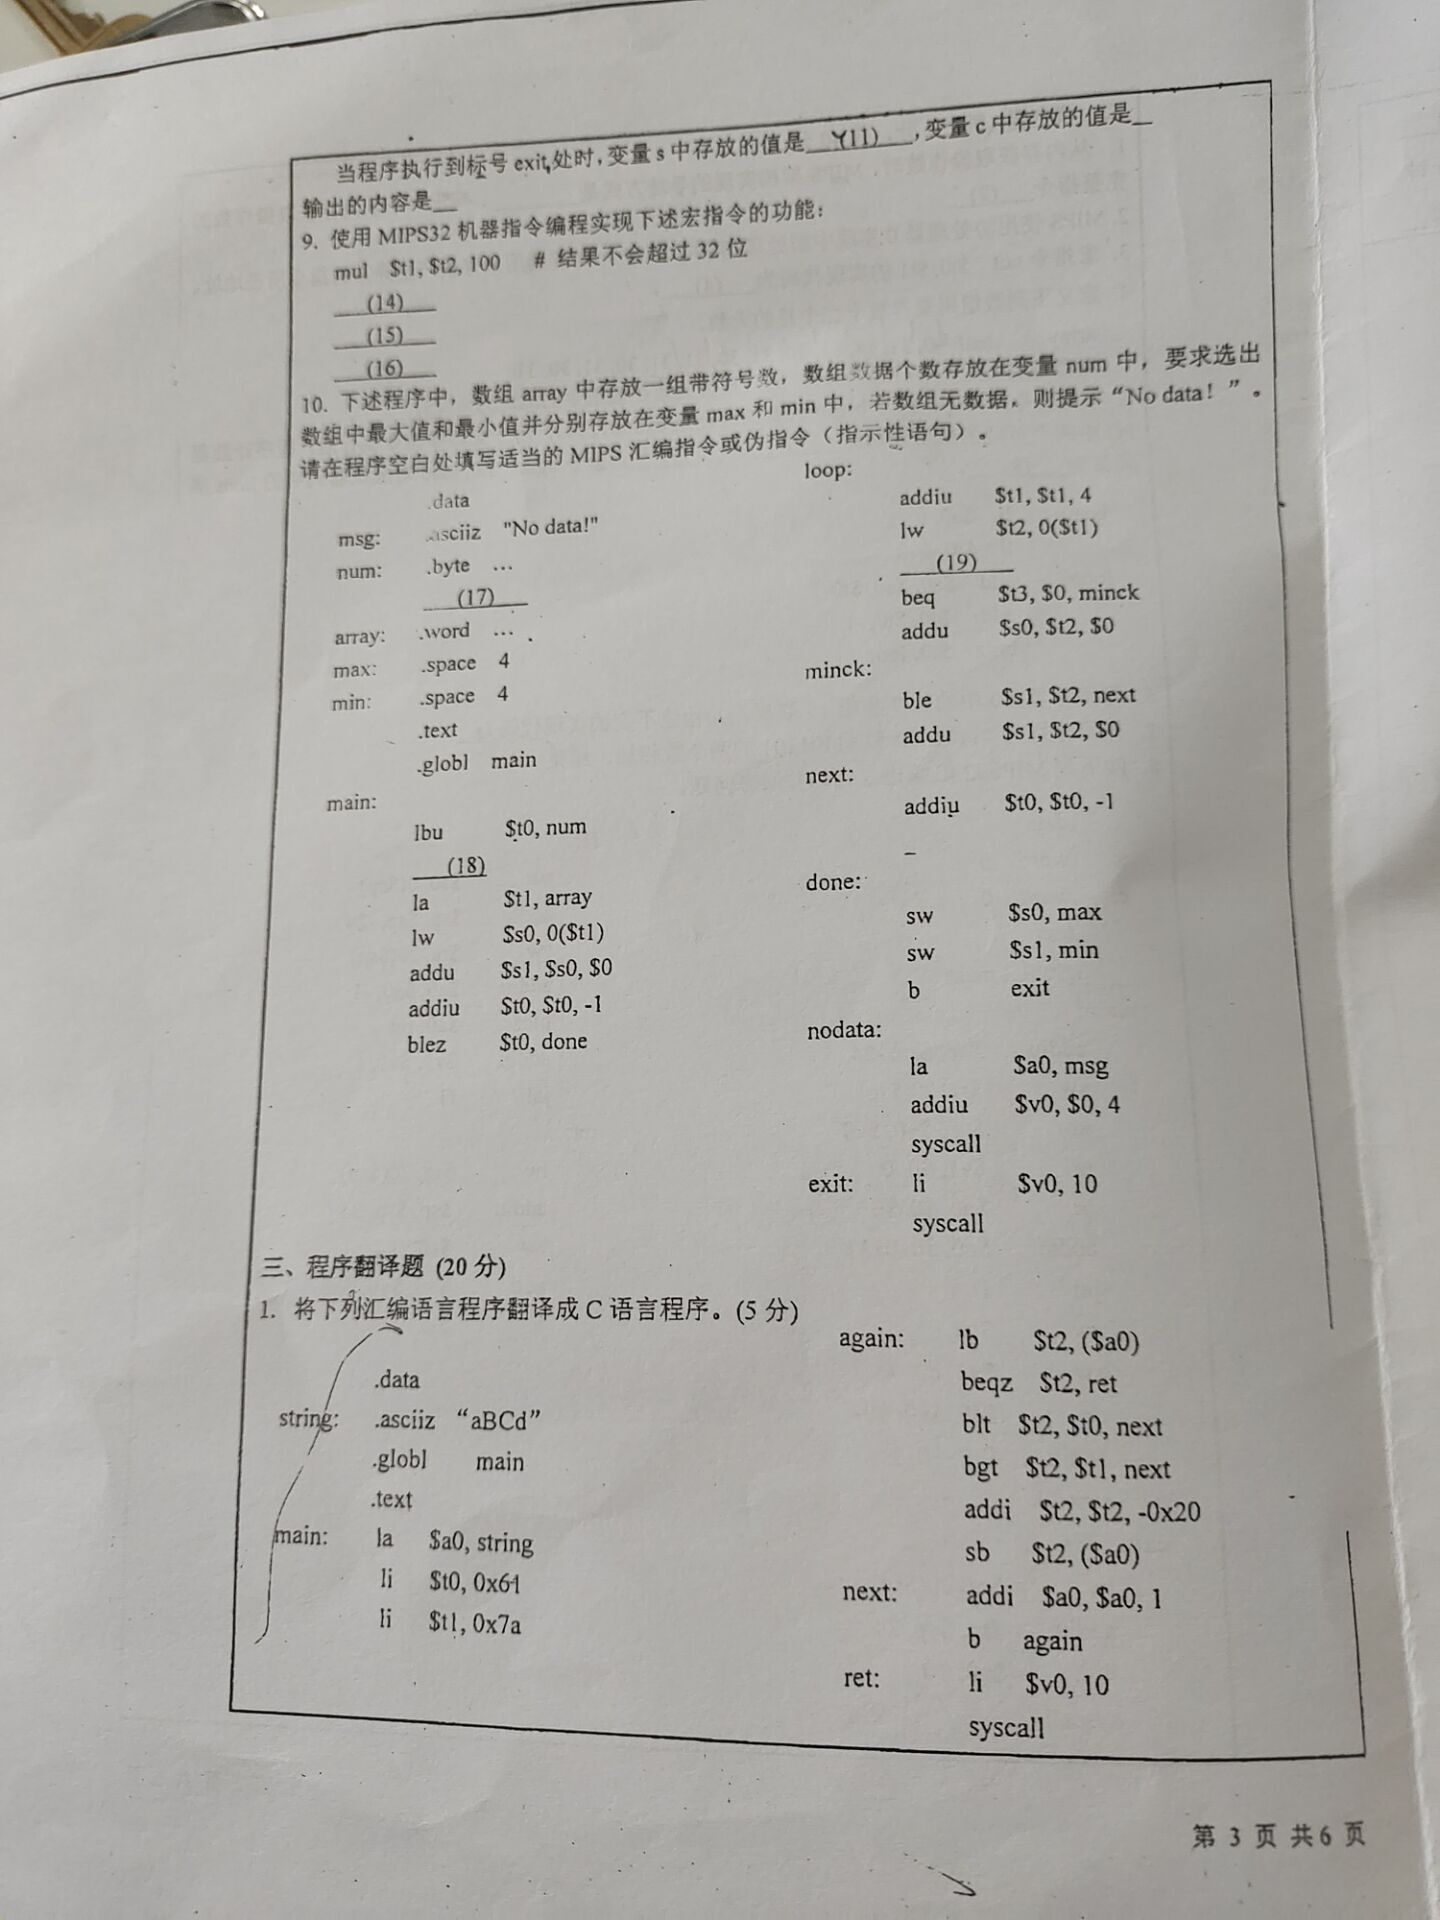 当程序执行到标号 exit 处时,变量 s 中存放的值是 (11) ,变量 c 中存放的值是
输出的内容是
9. 使用 MIPS32 机器指令编程实现下述宏指令的功能:
mul $t1, $t2, 100 # 结果不会超过 32 位
(14)
(15)
(16)
10. 下述程序中，数组 array 中存放一组带符号数，数组数据个数存放在变量 num 中，要求选出
数组中最大值和最小值并分别存放在变量 max 和 min 中，若数组无数据，则提示“No data！”。
请在程序空白处填写适当的 MIPS 汇编指令或伪指令（指示性语句）。
.data
msg: .asciiz "No data!"
num: .byte …
(17)
array: .word …
max: .space 4
min: .space 4
.text
.globl main
main:
lbu $t0, num
(18)
la $t1, array
lw $s0, 0($t1)
addu $s1, $s0, $0
addiu $t0, $t0, -1
blez $t0, done
loop:
addiu $t1, $t1, 4
lw $t2, 0($t1)
(19)
beq $t3, $0, minck
addu $s0, $t2, $0
minck:
ble $s1, $t2, next
addu $s1, $t2, $0
next:
addiu $t0, $t0, -1
done:
sw $s0, max
sw $s1, min
b exit
nodata:
la $a0, msg
addiu $v0, $0, 4
syscall
exit: li $v0, 10
syscall
三、程序翻译题 (20 分)
1. 将下列汇编语言程序翻译成 C 语言程序。(5 分)
.data
string: .asciiz “aBCd”
.globl main
.text
main: la $a0, string
li $t0, 0x61
li $t1, 0x7a
again: lb $t2, ($a0)
beqz $t2, ret
blt $t2, $t0, next
bgt $t2, $t1, next
addi $t2, $t2, -0x20
sb $t2, ($a0)
next: addi $a0, $a0, 1
b again
ret: li $v0, 10
syscall
第 3 页 共6 页